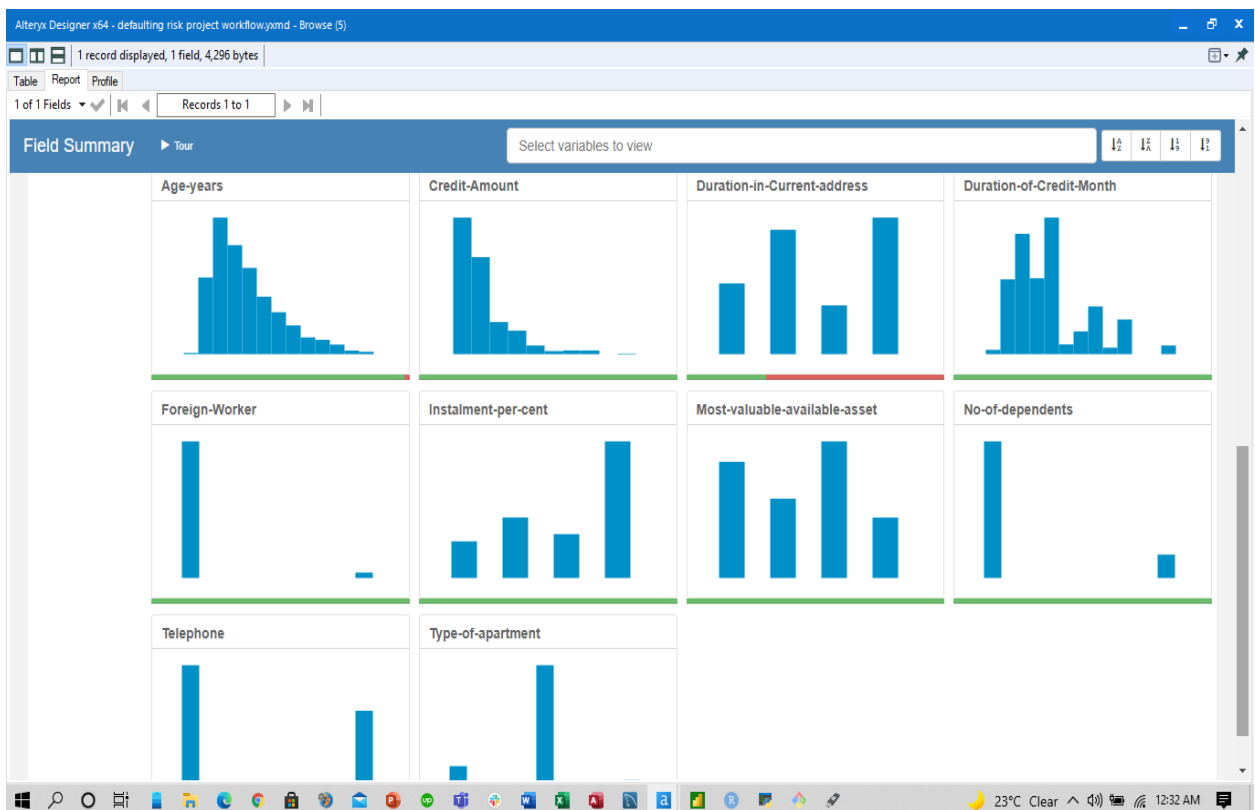 Alteryx Designer x64 - defaulting risk project workflow.yxmd - Browse (5)
1 record displayed, 1 field, 4,296 bytes
Table Report Profile
1 of 1 Fields Records 1 to 1
Field Summary Tour Select variables to view
Age-years Credit-Amount Duration-in-Current-address Duration-of-Credit-Month
Foreign-Worker Instalment-per-cent Most-valuable-available-asset No-of-dependents
Telephone Type-of-apartment
23°C Clear 12:32 AM